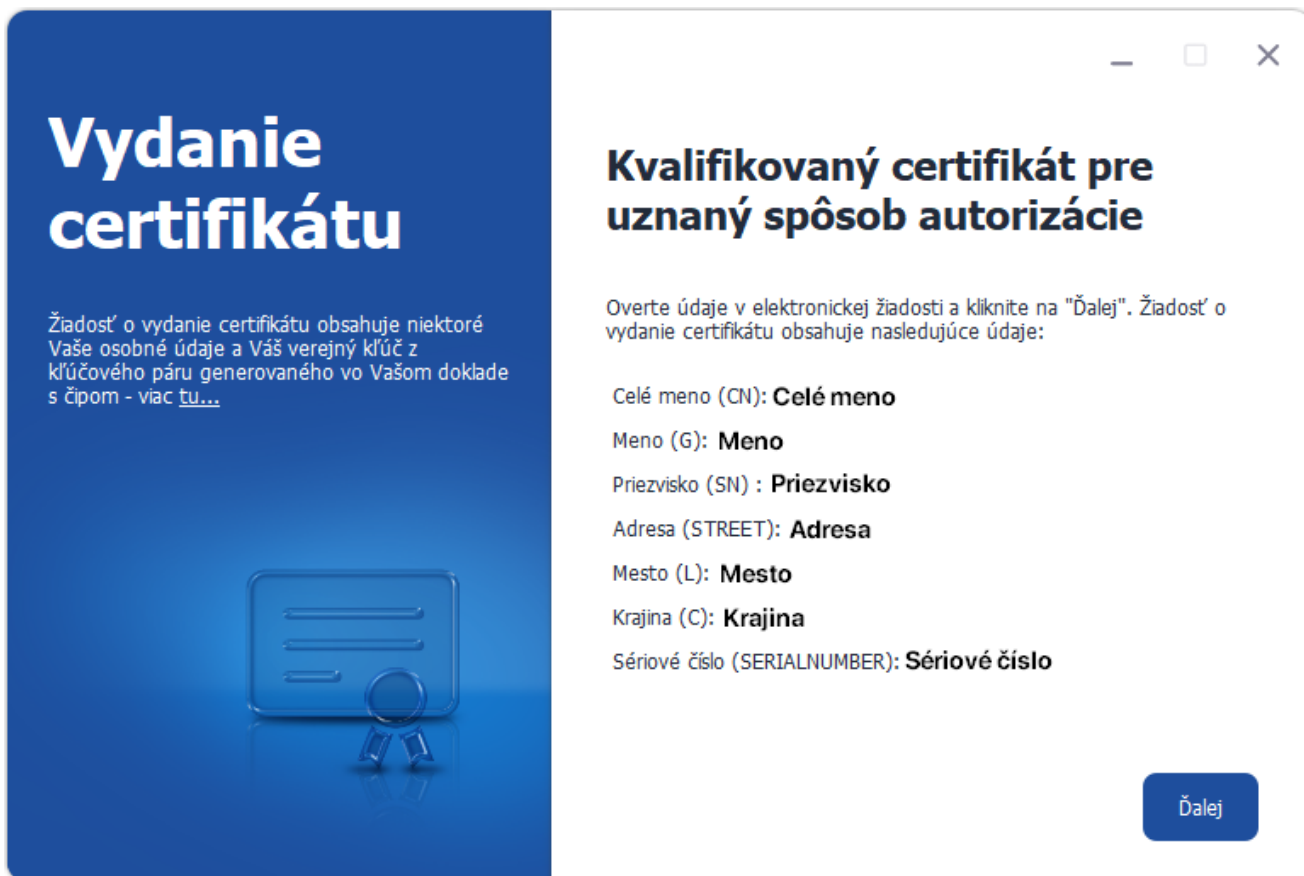 Vydanie
certifikátu
Žiadosť o vydanie certifikátu obsahuje niektoré
Vaše osobné údaje a Váš verejný kľúč z
kľúčového páru generovaného vo Vašom doklade
s čipom - viac tu...
Kvalifikovaný certifikát pre
uznaný spôsob autorizácie
Overte údaje v elektronickej žiadosti a kliknite na "Ďalej". Žiadosť o
vydanie certifikátu obsahuje nasledujúce údaje:
Celé meno (CN): Celé meno
Meno (G): Meno
Priezvisko (SN) : Priezvisko
Adresa (STREET): Adresa
Mesto (L): Mesto
Krajina (C): Krajina
Sériové číslo (SERIALNUMBER): Sériové číslo
Ďalej